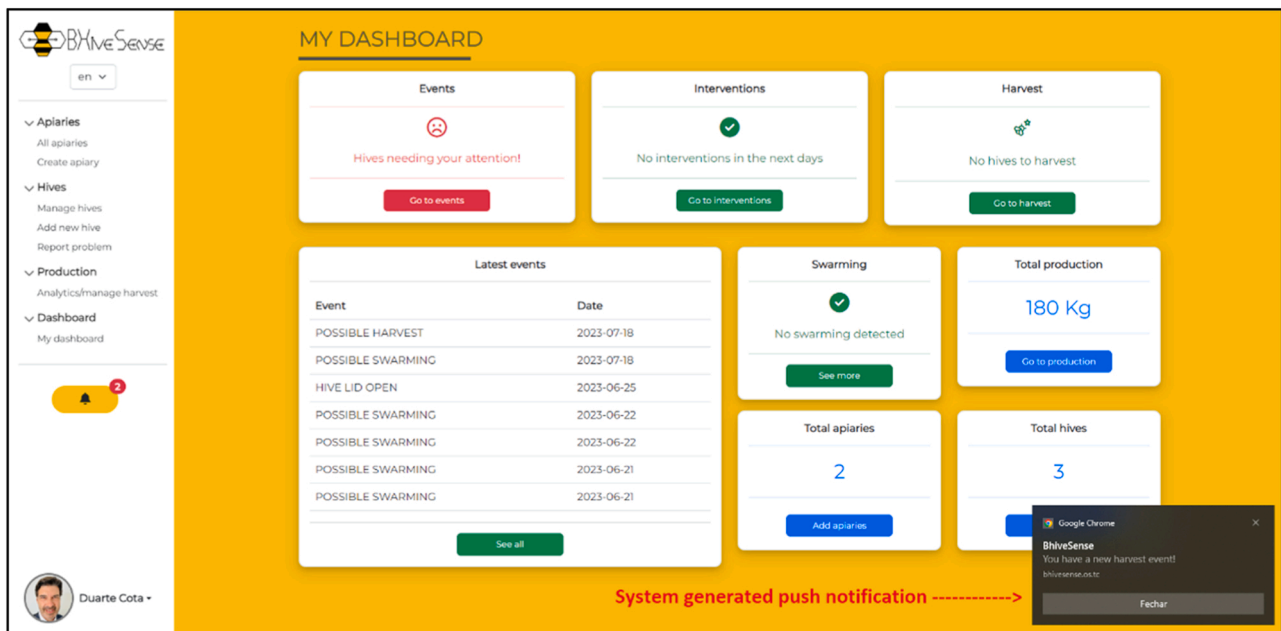 BHiveSense
en
Apiaries
All apiaries
Create apiary
Hives
Manage hives
Add new hive
Report problem
Production
Analytics/manage harvest
Dashboard
My dashboard
2
Duarte Cota
MY DASHBOARD
Events
Hives needing your attention!
Go to events
Interventions
No interventions in the next days
Go to interventions
Harvest
No hives to harvest
Go to harvest
Latest events
Event Date
POSSIBLE HARVEST 2023-07-18
POSSIBLE SWARMING 2023-07-18
HIVE LID OPEN 2023-06-25
POSSIBLE SWARMING 2023-06-22
POSSIBLE SWARMING 2023-06-22
POSSIBLE SWARMING 2023-06-21
POSSIBLE SWARMING 2023-06-21
See all
Swarming
No swarming detected
See more
Total production
180 Kg
Go to production
Total apiaries
2
Add apiaries
Total hives
3
Google Chrome
BhiveSense
You have a new harvest event!
bhivesense.os.tc
Fechar
System generated push notification ------------>